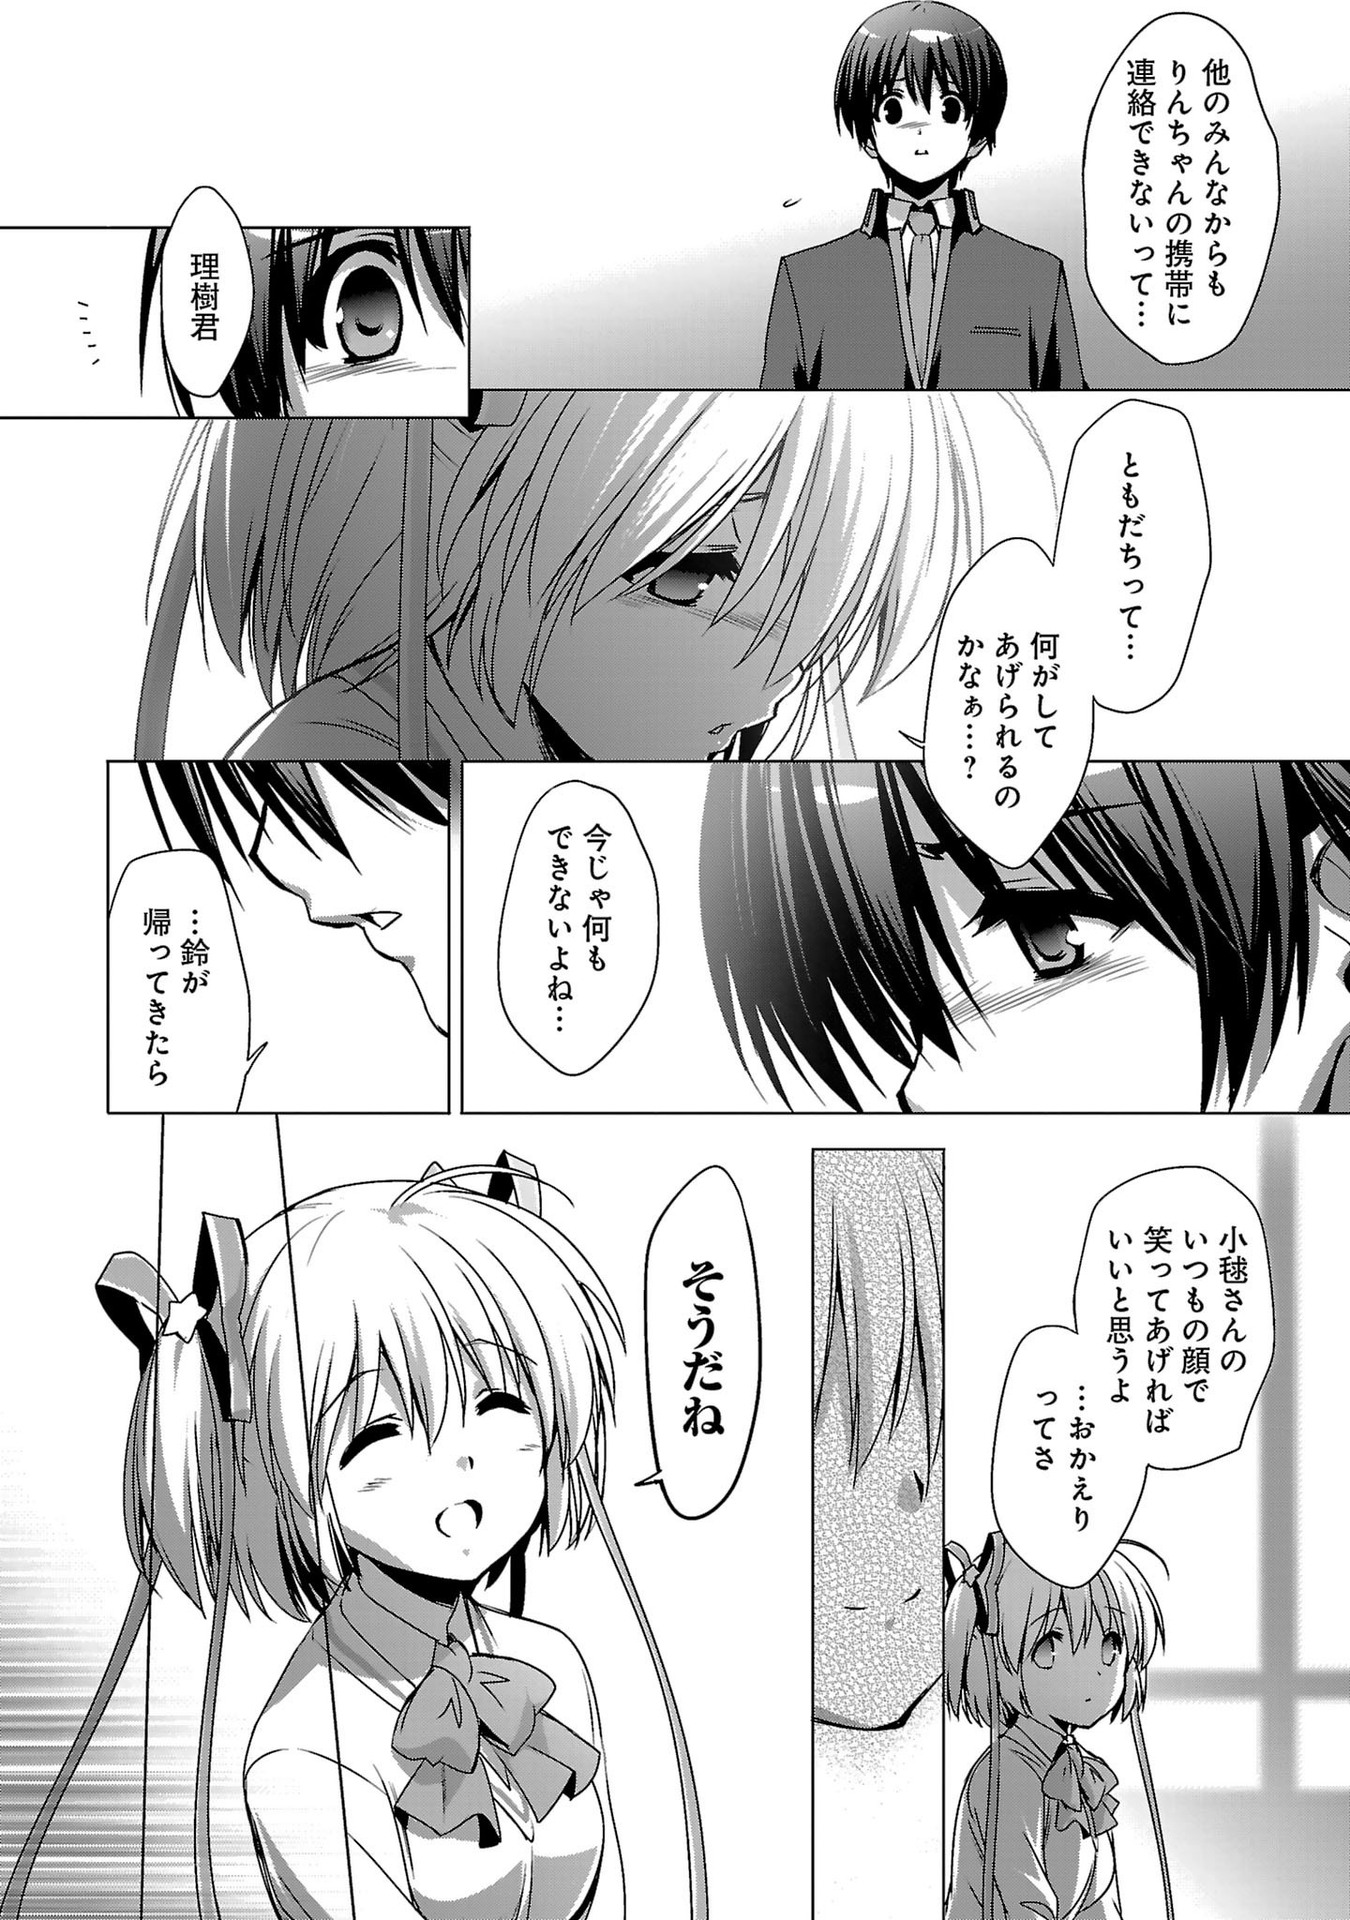 他のみんなからも
りんちゃんの携帯に
連絡できないって…
理樹君
ともだちって…
何がして
あげられるの
かなぁ…?
今じゃ何も
できないよね…
…鈴が
帰ってきたら
小毬さんの
いつもの顔で
笑ってあげれば
いいと思うよ
…おかえり
ってさ
そうだね